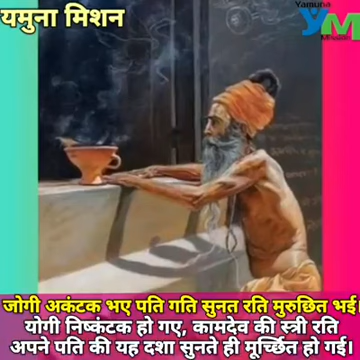 यमुना मिशन
Yamuna
YM
Mission
जोगी अकंटक भए पति गति सुनत रति मुरुछित भई।
योगी निष्कंटक हो गए, कामदेव की स्त्री रति
अपने पति की यह दशा सुनते ही मूर्च्छित हो गई।